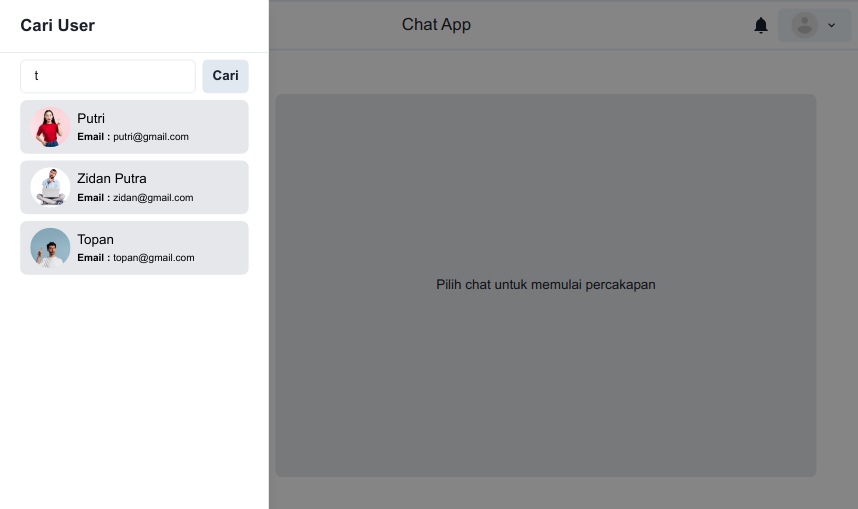 Cari User
Chat App
t
Cari
Putri
Email : putri@gmail.com
Zidan Putra
Email : zidan@gmail.com
Topan
Email : topan@gmail.com
Pilih chat untuk memulai percakapan